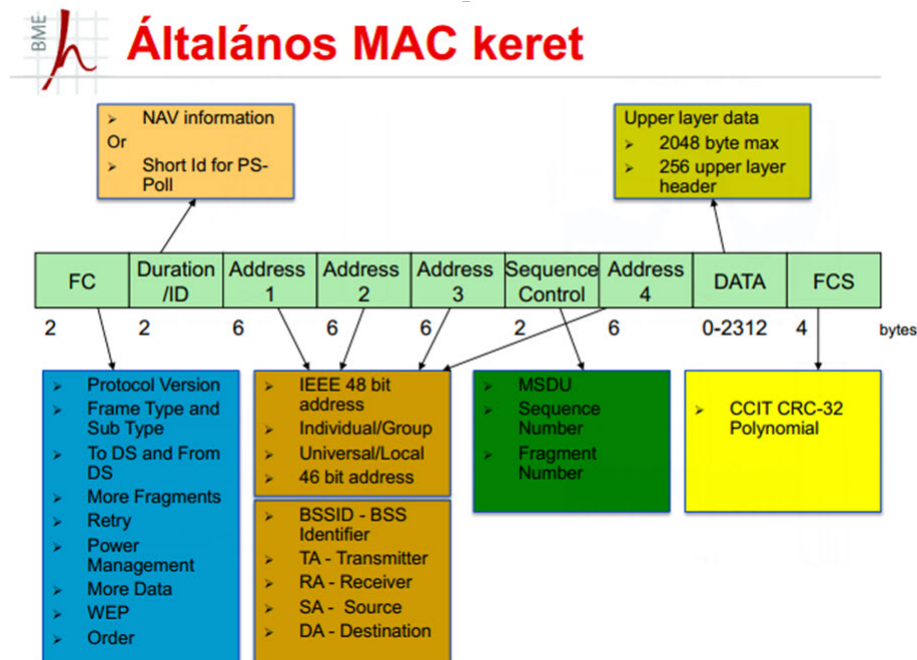 BME
Általános MAC keret
NAV information
Or
Short Id for PS-
Poll
Upper layer data
2048 byte max
256 upper layer
header
FC
Duration
/ID
Address
1
Address
2
Address
3
Sequence
Control
Address
4
DATA
FCS
2 2 6 6 6 2 6 0-2312 4 bytes
Protocol Version
Frame Type and
Sub Type
To DS and From
DS
More Fragments
Retry
Power
Management
More Data
WEP
Order
IEEE 48 bit
address
Individual/Group
Universal/Local
46 bit address
BSSID - BSS
Identifier
TA - Transmitter
RA - Receiver
SA - Source
DA - Destination
MSDU
Sequence
Number
Fragment
Number
CCIT CRC-32
Polynomial